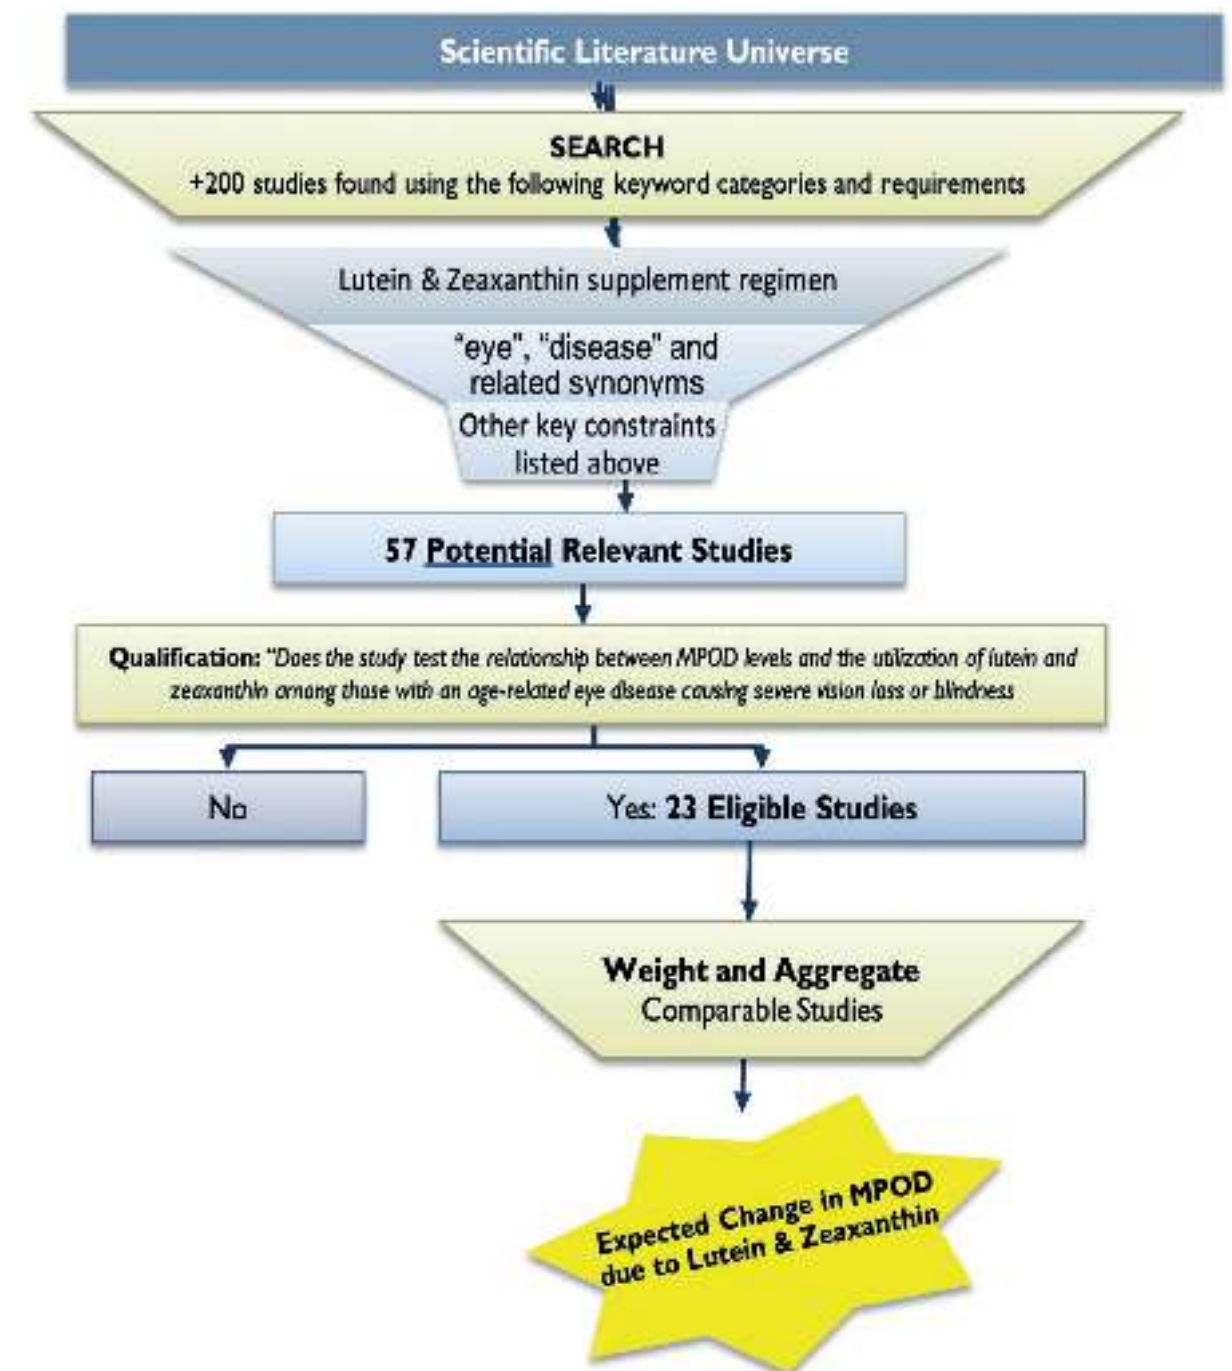 Scientific Literature Universe
SEARCH
+200 studies found using the following keyword categories and requirements
Lutein & Zeaxanthin supplement regimen
"eye", "disease" and
related synonyms
Other key constraints
listed above
57 Potential Relevant Studies
Qualification: "Does the study test the relationship between MPOD levels and the utilization of lutein and
zeaxanthin among those with an age-related eye disease causing severe vision loss or blindness
No
Yes: 23 Eligible Studies
Weight and Aggregate
Comparable Studies
Expected Change in MPOD
due to Lutein & Zeaxanthin